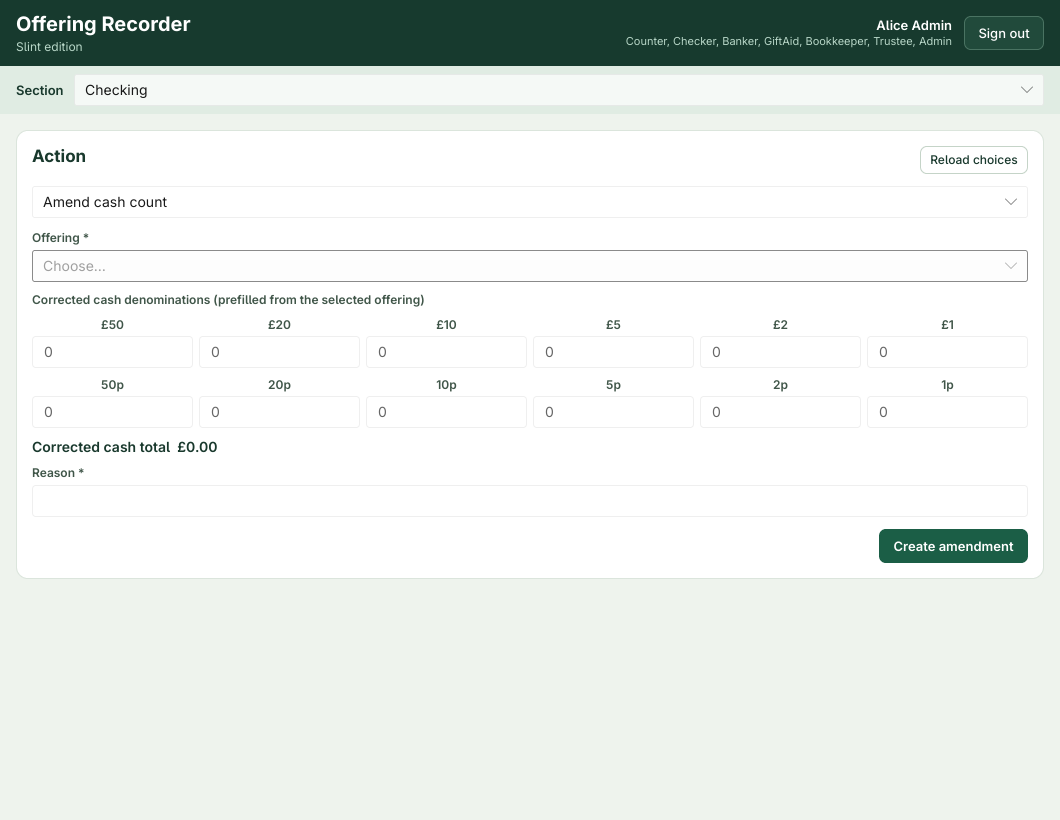 Offering Recorder
Slint edition
Alice Admin
Counter, Checker, Banker, GiftAid, Bookkeeper, Trustee, Admin
Sign out
Section
Checking
Action
Reload choices
Amend cash count
Offering *
Choose...
Corrected cash denominations (prefilled from the selected offering)
£50 £20 £10 £5 £2 £1
0 0 0 0 0 0
50p 20p 10p 5p 2p 1p
0 0 0 0 0 0
Corrected cash total £0.00
Reason *
Create amendment